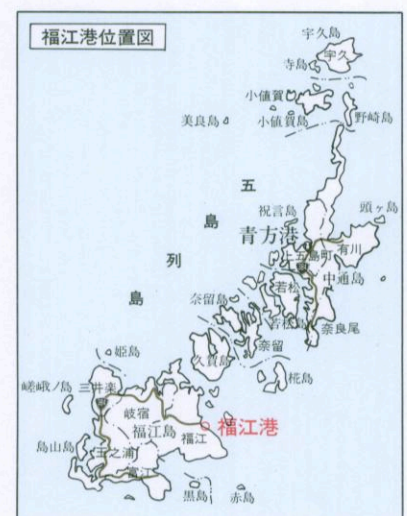 福江港位置図
宇久島
宇久
寺島
小値賀
小値賀島
野崎島
美良島
五島列島
祝言島
頭ヶ島
青方港
有川
上五島町
中通島
若松
奈留島
若松島
奈良尾
奈留
久賀島
椛島
姫島
嵯峨ノ島
三井楽
岐宿
福江島
福江港
福江
島山島
玉之浦
富江
黒島
赤島